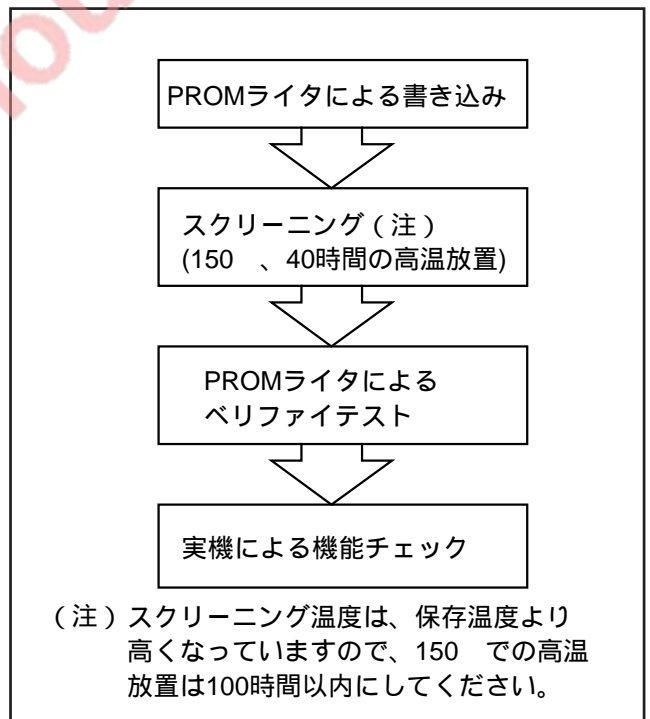 PROMライタによる書き込み
スクリーニング（注）
(150　、40時間の高温放置)
PROMライタによる
ベリファイテスト
実機による機能チェック
（注）スクリーニング温度は、保存温度より
高くなっていますので、150　での高温
放置は100時間以内にしてください。